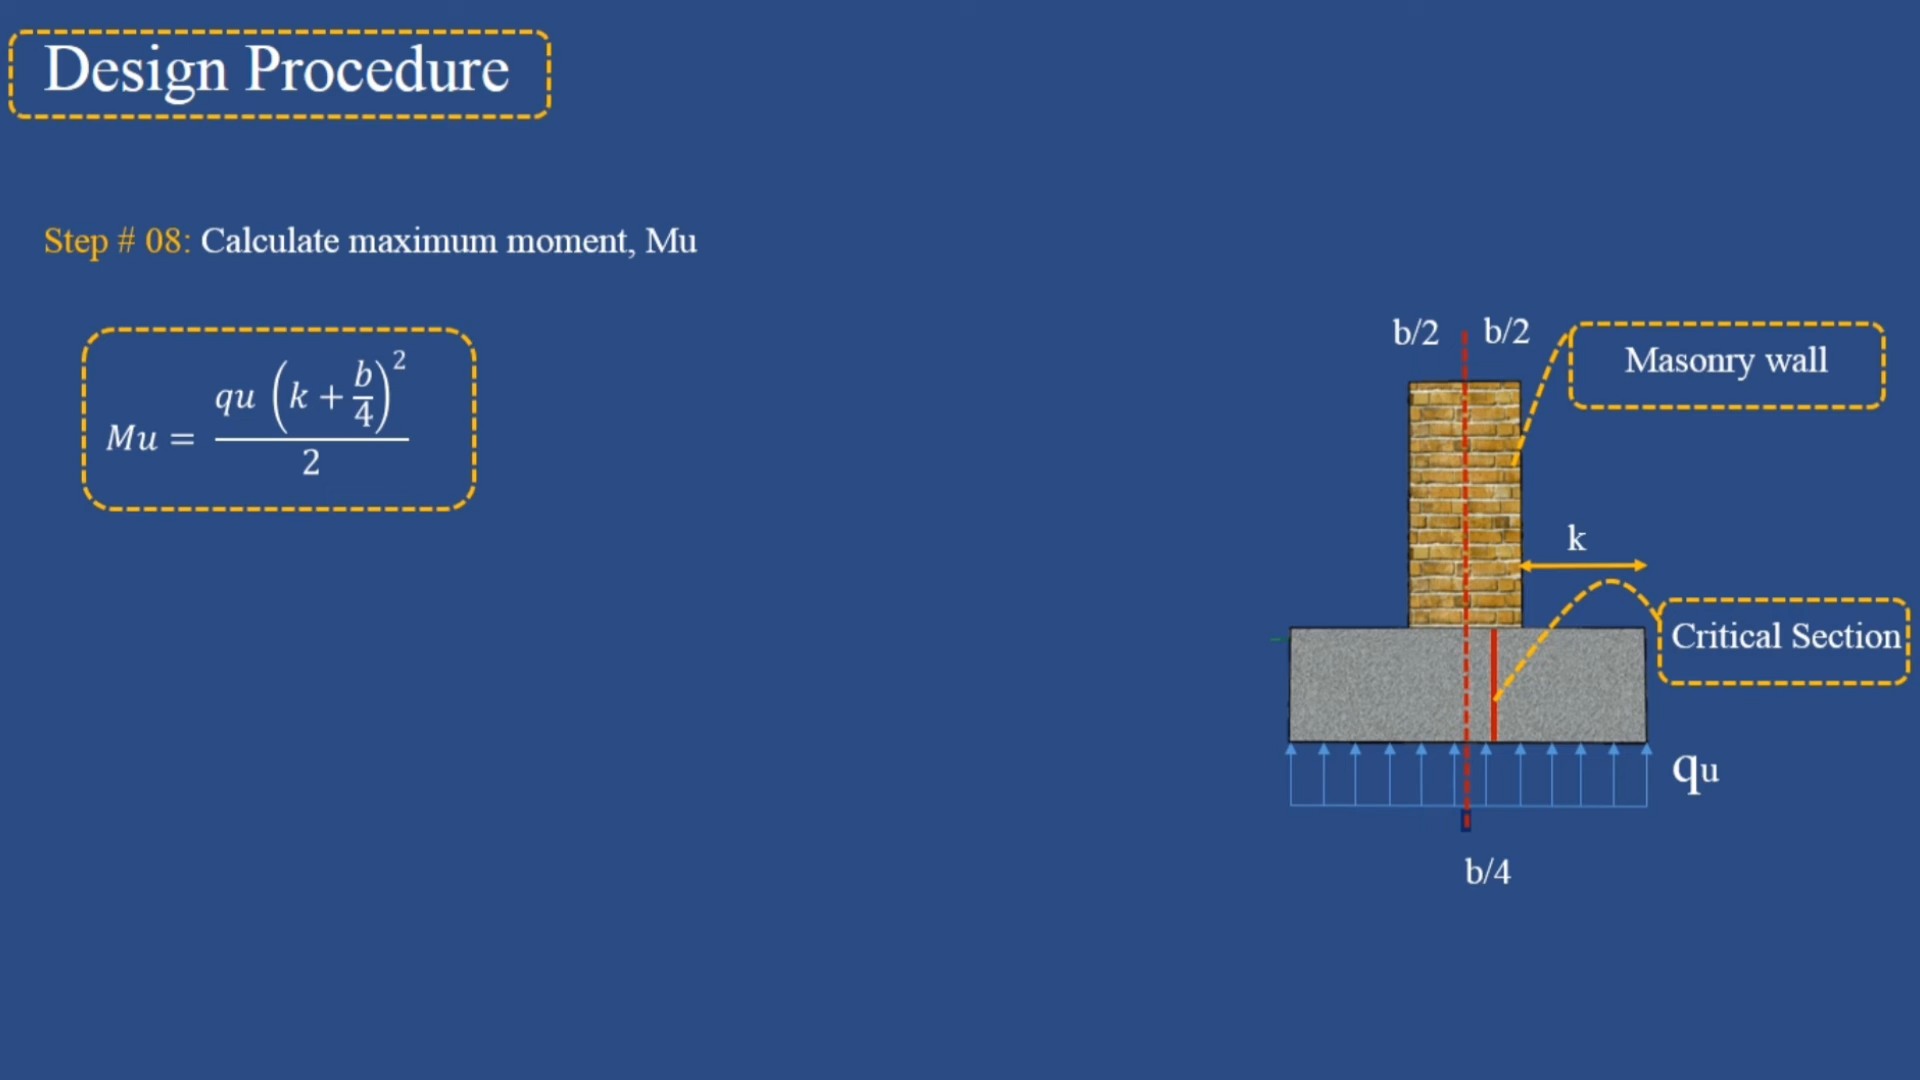 Design Procedure
Step # 08: Calculate maximum moment, Mu
Mu = qu (k + b/4)² / 2
b/2 b/2
Masonry wall
k
Critical Section
qu
b/4